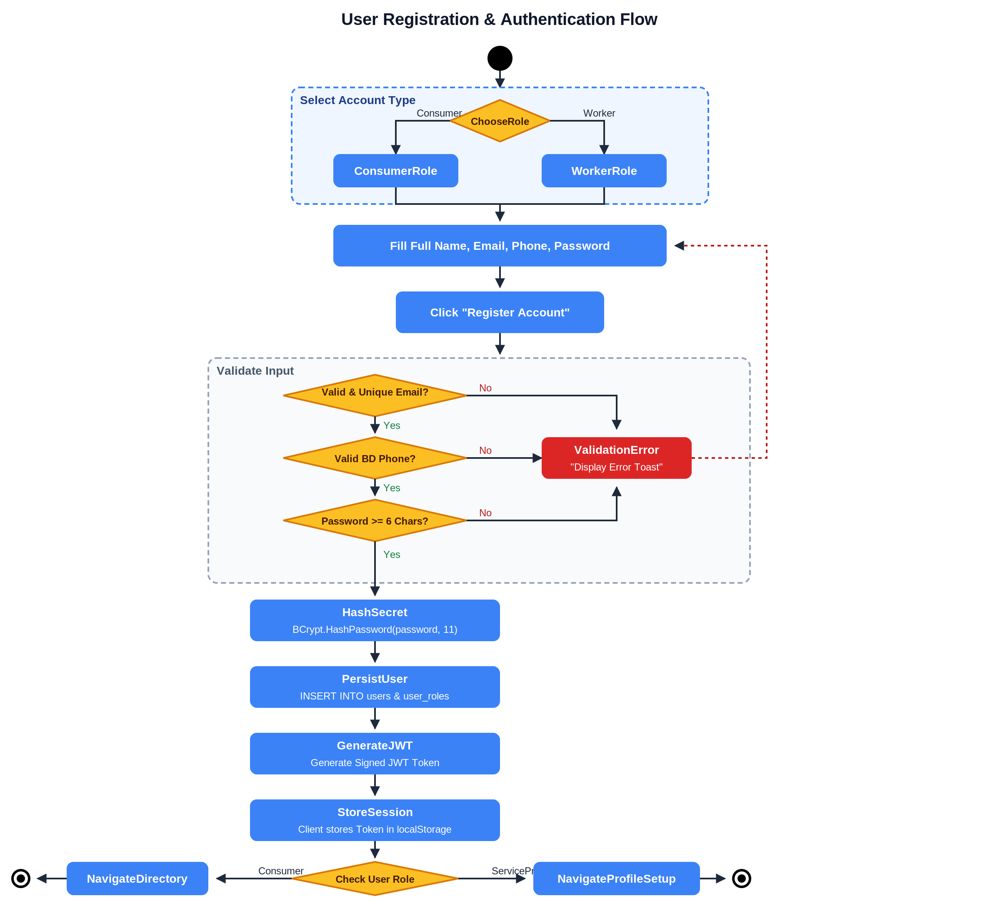 User Registration & Authentication Flow
Select Account Type
Consumer
ChooseRole
Worker
ConsumerRole
WorkerRole
Fill Full Name, Email, Phone, Password
Click "Register Account"
Validate Input
Valid & Unique Email?
No
Yes
Valid BD Phone?
No
ValidationError
"Display Error Toast"
Yes
Password >= 6 Chars?
No
Yes
HashSecret
BCrypt.HashPassword(password, 11)
PersistUser
INSERT INTO users & user_roles
GenerateJWT
Generate Signed JWT Token
StoreSession
Client stores Token in localStorage
NavigateDirectory
Consumer
Check User Role
NavigateProfileSetup